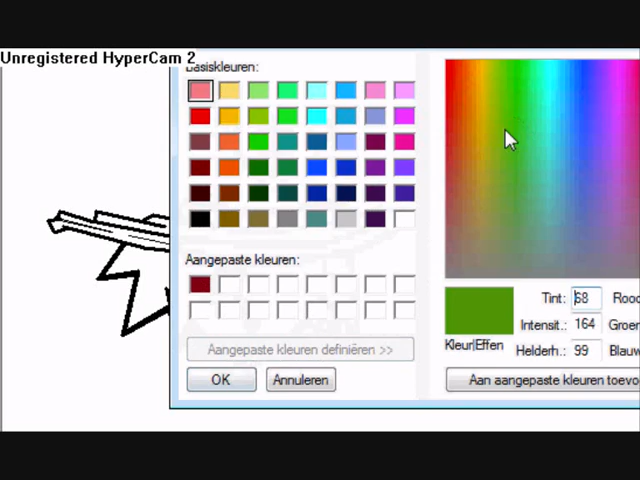 Unregistered HyperCam 2
Basiskleuren:
Aangepaste kleuren:
Aangepaste kleuren definiëren >>
OK
Annuleren
Kleur|Effen
Tint: 68
Intensit.: 164
Helderh.: 99
Rood
Groen
Blauw
Aan aangepaste kleuren toevo